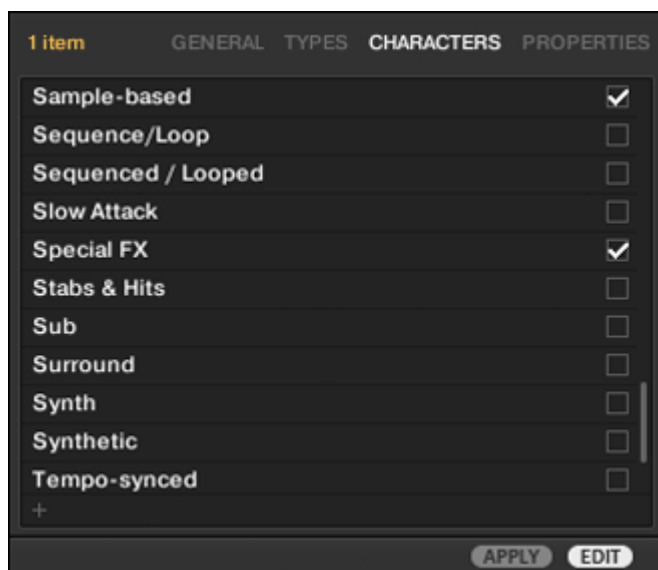 1 item GENERAL TYPES CHARACTERS PROPERTIES
Sample-based
Sequence/Loop
Sequenced / Looped
Slow Attack
Special FX
Stabs & Hits
Sub
Surround
Synth
Synthetic
Tempo-synced
+
APPLY EDIT